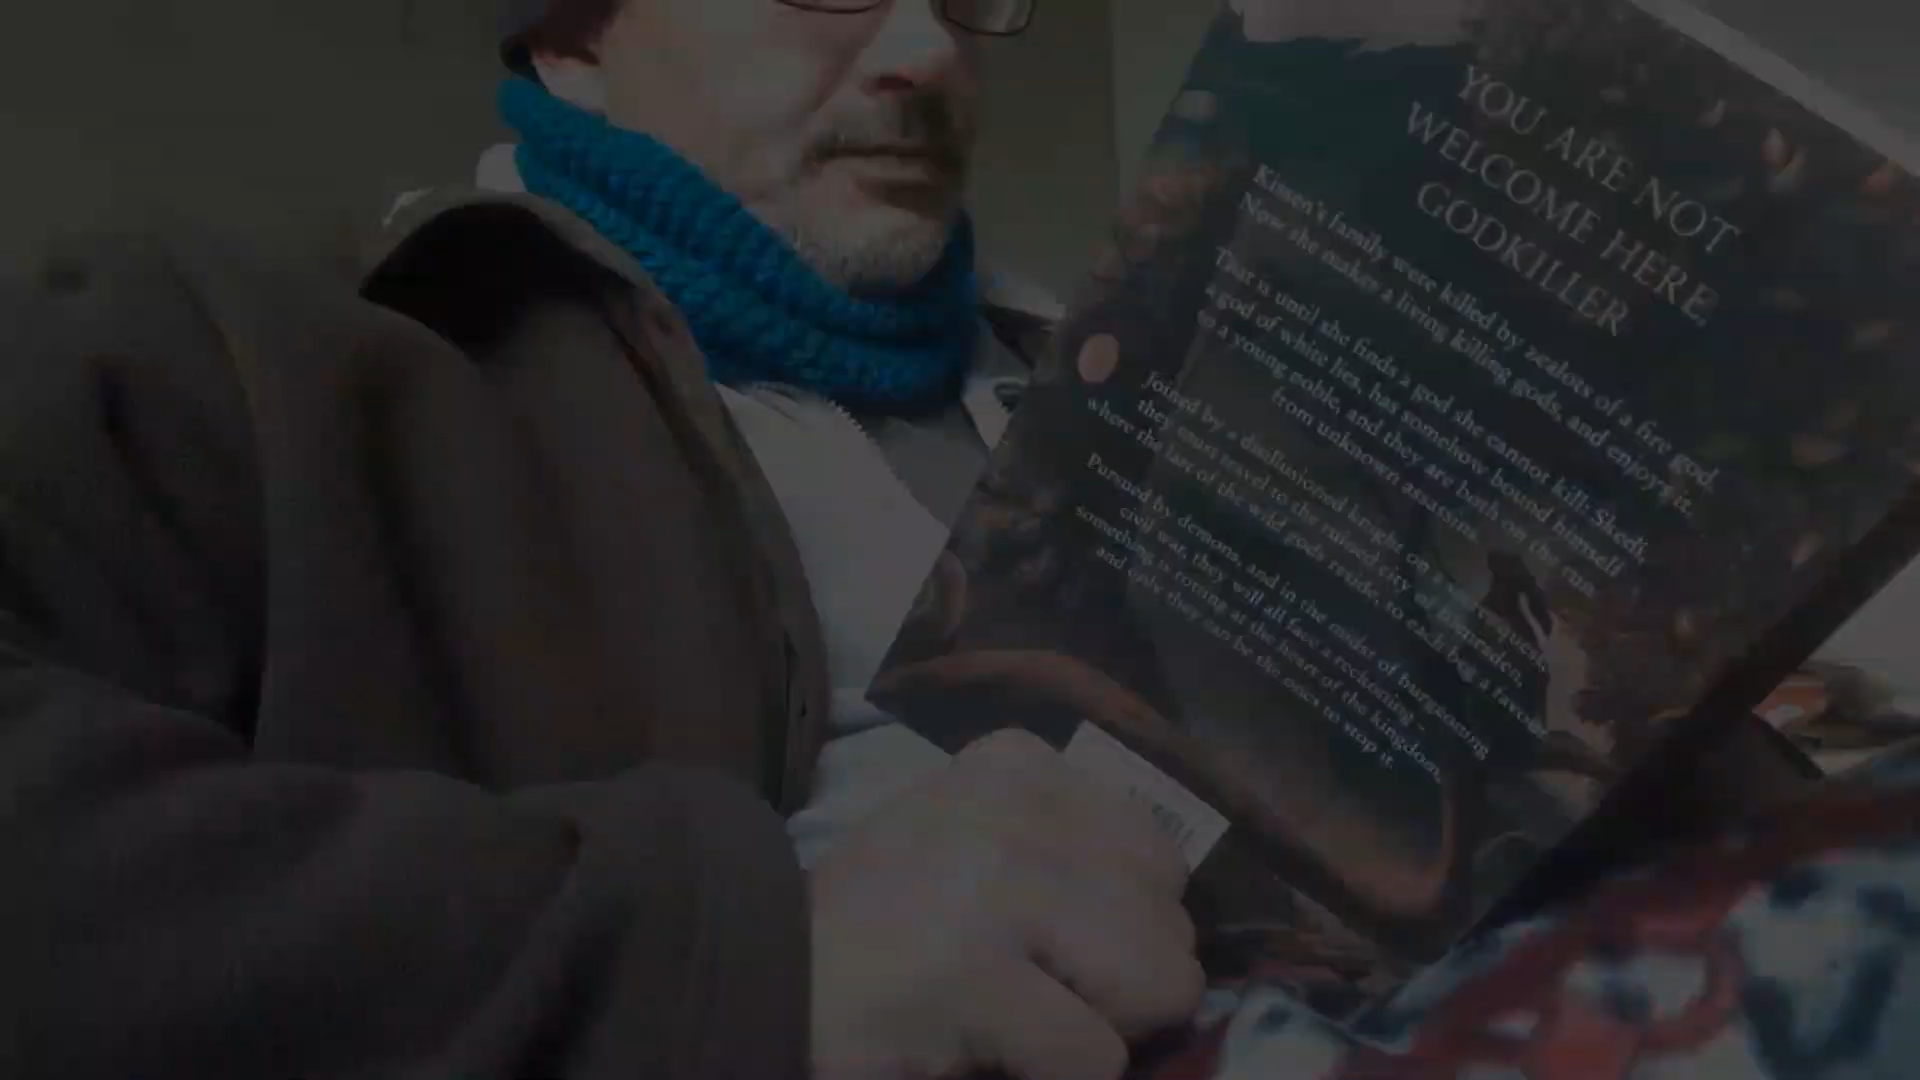 YOU ARE NOT
WELCOME HERE,
GODKILLER
Kissen's family were killed by zealots of a fire god.
Now she makes a living killing gods, and enjoys it.
That is until she finds a god she cannot kill: Skedi,
a god of white lies, has somehow bound himself
to a young noble, and they are both on the run
from unknown assassins.
Joined by a disillusioned knight on a secret quest,
they must travel to the ruined city of Blenraden,
where the last of the wild gods reside, to each beg a favour.
Pursued by demons, and in the midst of burgeoning
civil war, they will all face a reckoning –
something is rotting at the heart of the kingdom,
and only they can be the ones to stop it.